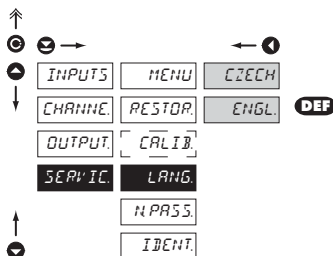 INPUTS MENU CZECH
CHANNE. RESTOR. ENGL. DEF
OUTPUT. CALIB.
SERVIC. LANG.
N.PASS.
IDENT.